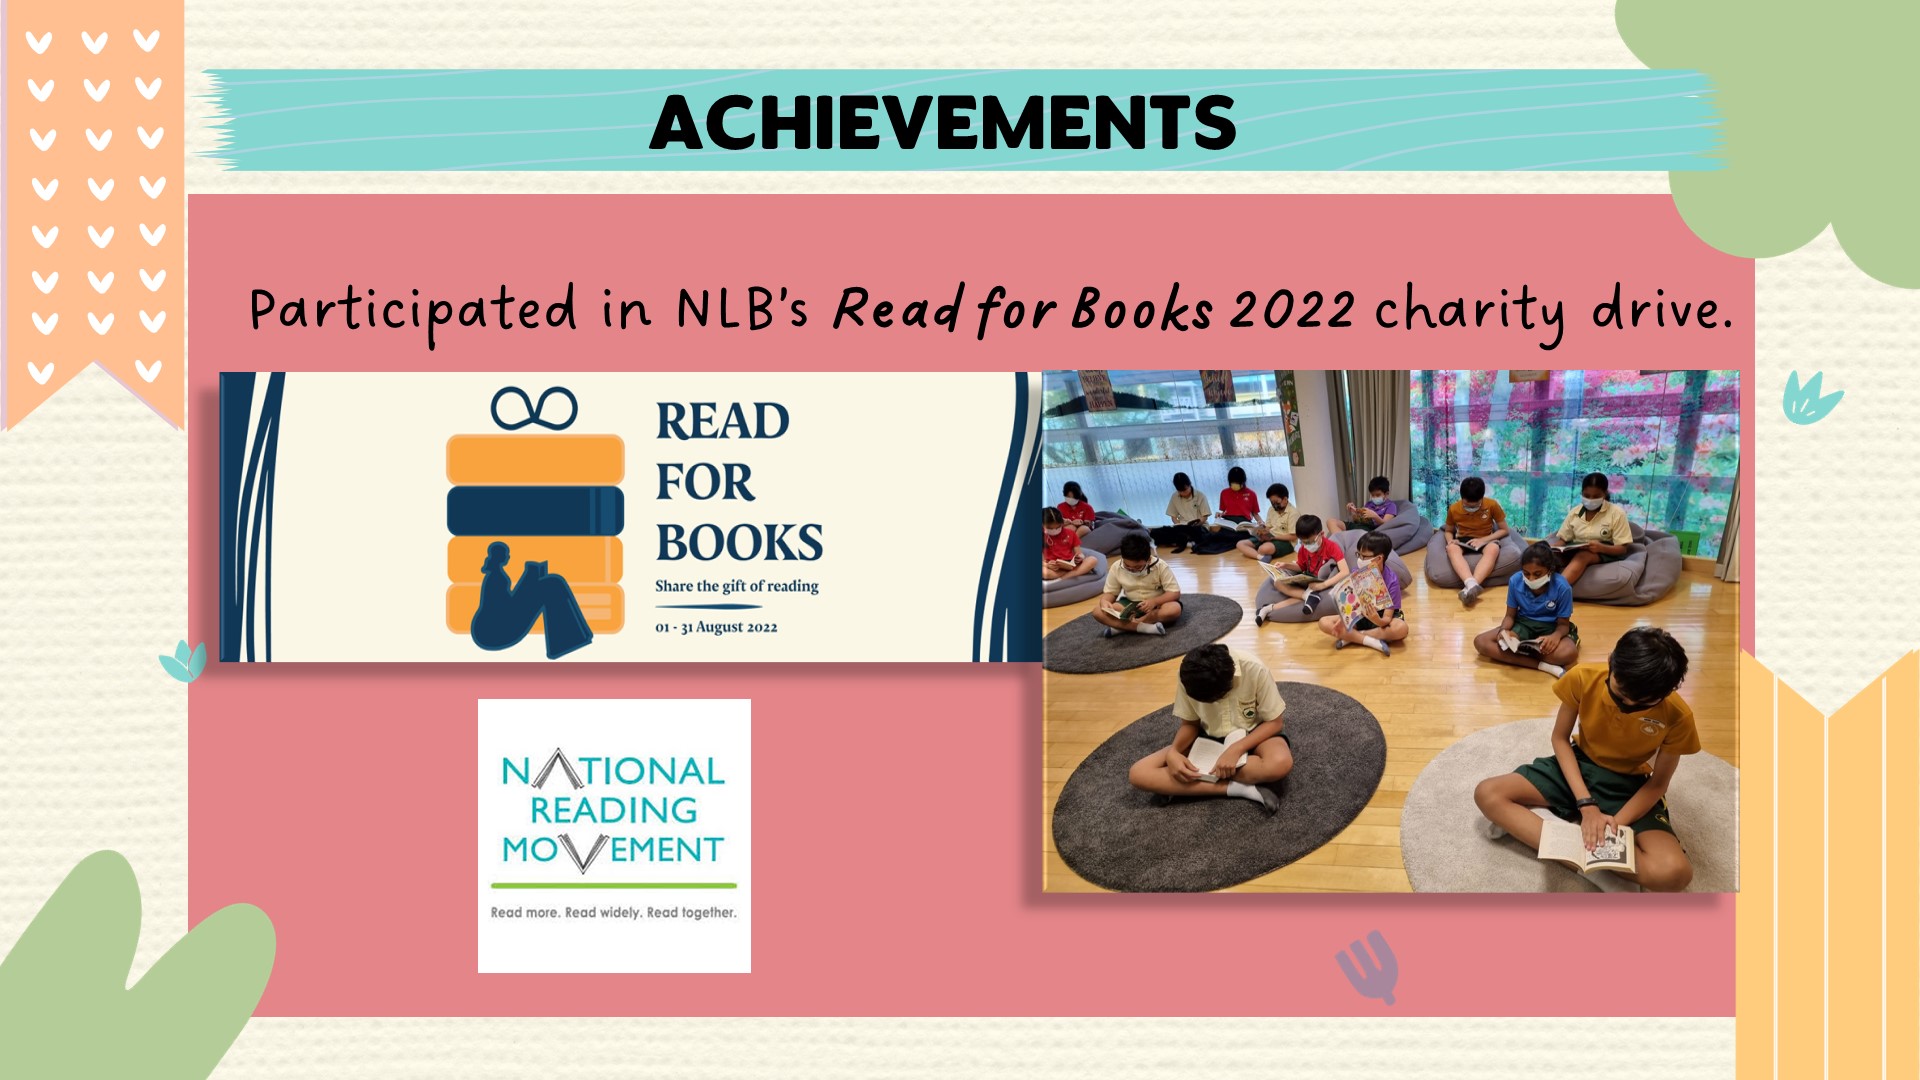 ACHIEVEMENTS
Participated in NLB's Read for Books 2022 charity drive.
READ
FOR
BOOKS
Share the gift of reading
01 - 31 August 2022
NATIONAL
READING
MOVEMENT
Read more. Read widely. Read together.